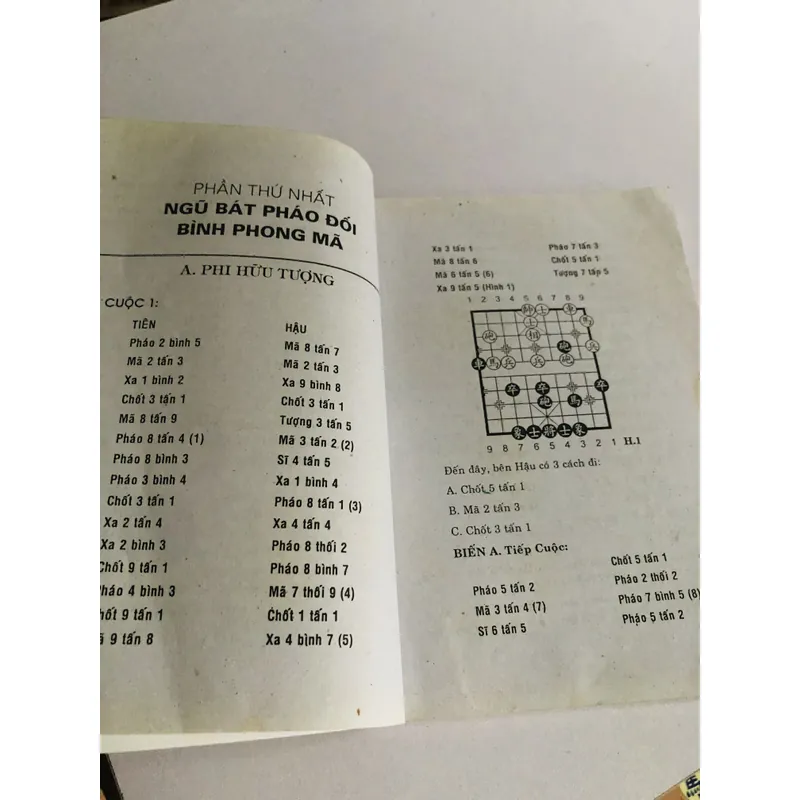 PHẦN THỨ NHẤT
NGŨ BÁT PHÁO ĐỐI
BÌNH PHONG MÃ
A. PHI HỮU TƯỢNG
CUỘC 1:
TIÊN HẬU
Pháo 2 bình 5 Mã 8 tấn 7
Mã 2 tấn 3 Mã 2 tấn 3
Xa 1 bình 2 Xa 9 bình 8
Chốt 3 tấn 1 Chốt 3 tấn 1
Mã 8 tấn 9 Tượng 3 tấn 5
Pháo 8 tấn 4 (1) Mã 3 tấn 2 (2)
Pháo 8 bình 3 Sĩ 4 tấn 5
Pháo 3 bình 4 Xa 1 bình 4
Chốt 3 tấn 1 Pháo 8 tấn 1 (3)
Xa 2 tấn 4 Xa 4 tấn 4
Xa 2 bình 3 Pháo 8 thối 2
Chốt 9 tấn 1 Pháo 8 bình 7
háo 4 bình 3 Mã 7 thối 9 (4)
hốt 9 tấn 1 Chốt 1 tấn 1
ã 9 tấn 8 Xa 4 bình 7 (5)
Xa 3 tấn 1 Pháo 7 tấn 3
Mã 8 tấn 6 Chốt 5 tấn 1
Mã 6 tấn 5 (6) Tượng 7 tấn 5
Xa 9 tấn 5 (Hình 1)
1 2 3 4 5 6 7 8 9
9 8 7 6 5 4 3 2 1 H.1
Đến đây, bên Hậu có 3 cách đi:
A. Chốt 5 tấn 1
B. Mã 2 tấn 3
C. Chốt 3 tấn 1
BIẾN A. Tiếp Cuộc:
Chốt 5 tấn 1
Pháo 5 tấn 2 Pháo 2 thối 2
Mã 3 tấn 4 (7) Pháo 7 bình 5 (8)
Sĩ 6 tấn 5 Pháo 5 tấn 2